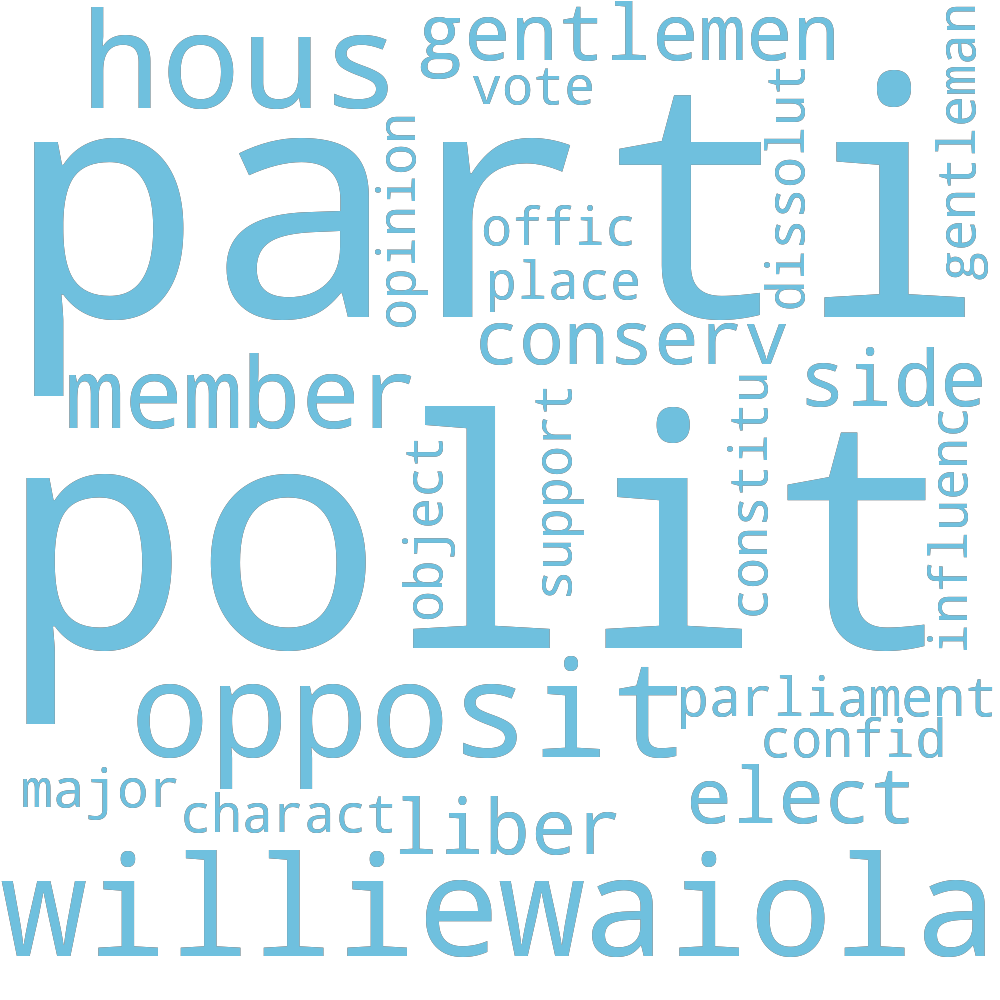 hous
gentlemen
vote
gentleman
dissolut
parti
opinion
offic
place
conserv
member
side
support
constitu
object
influenc
polit
opposit
parliament
confid
major
charact
liber
elect
williewaiola